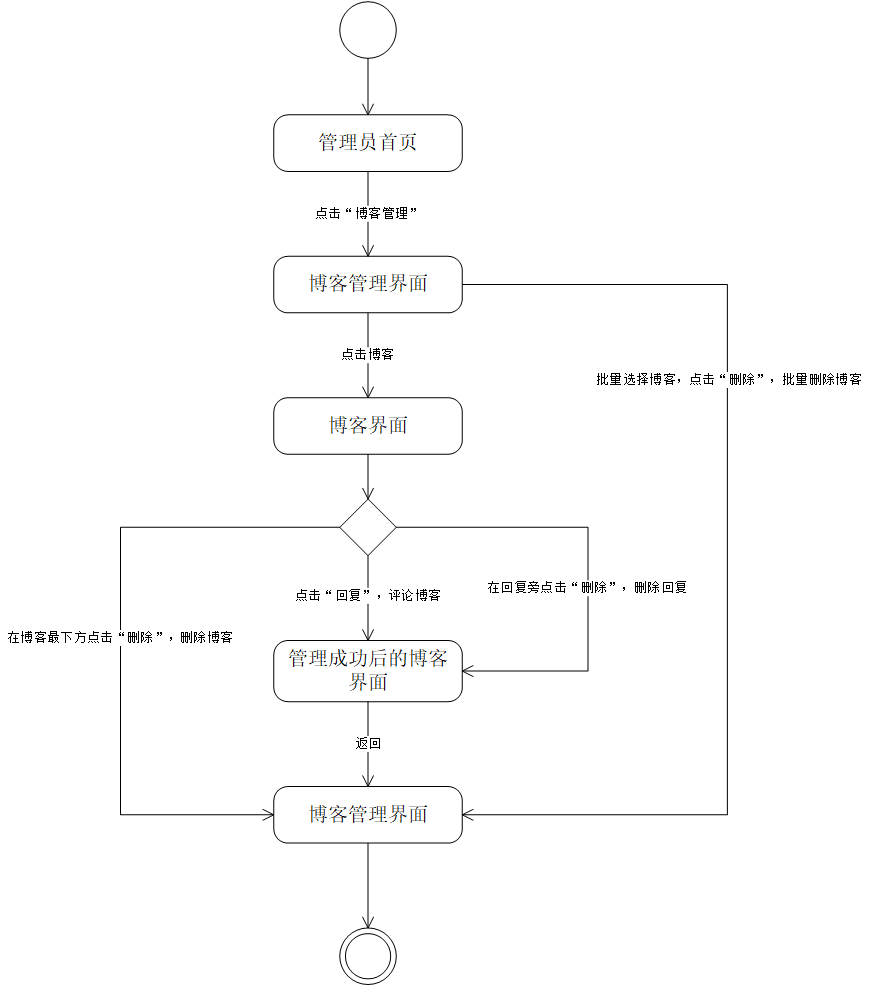 管理员首页
点击“博客管理”
博客管理界面
点击博客
批量选择博客，点击“删除”，批量删除博客
博客界面
在回复旁点击“删除”，删除回复
点击“回复”，评论博客
在博客最下方点击“删除”，删除博客
管理成功后的博客
界面
返回
博客管理界面